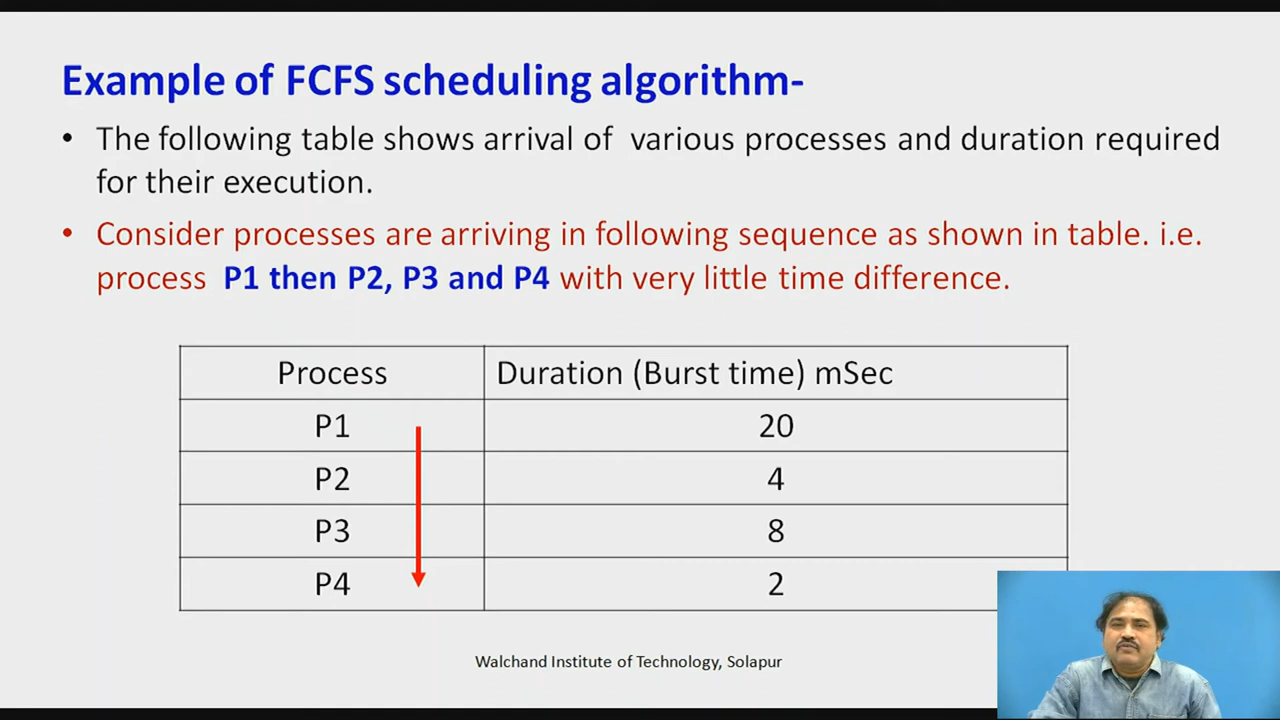 Example of FCFS scheduling algorithm-
• The following table shows arrival of various processes and duration required
for their execution.
• Consider processes are arriving in following sequence as shown in table. i.e.
process P1 then P2, P3 and P4 with very little time difference.
Process Duration (Burst time) mSec
P1 20
P2 4
P3 8
P4 2
Walchand Institute of Technology, Solapur